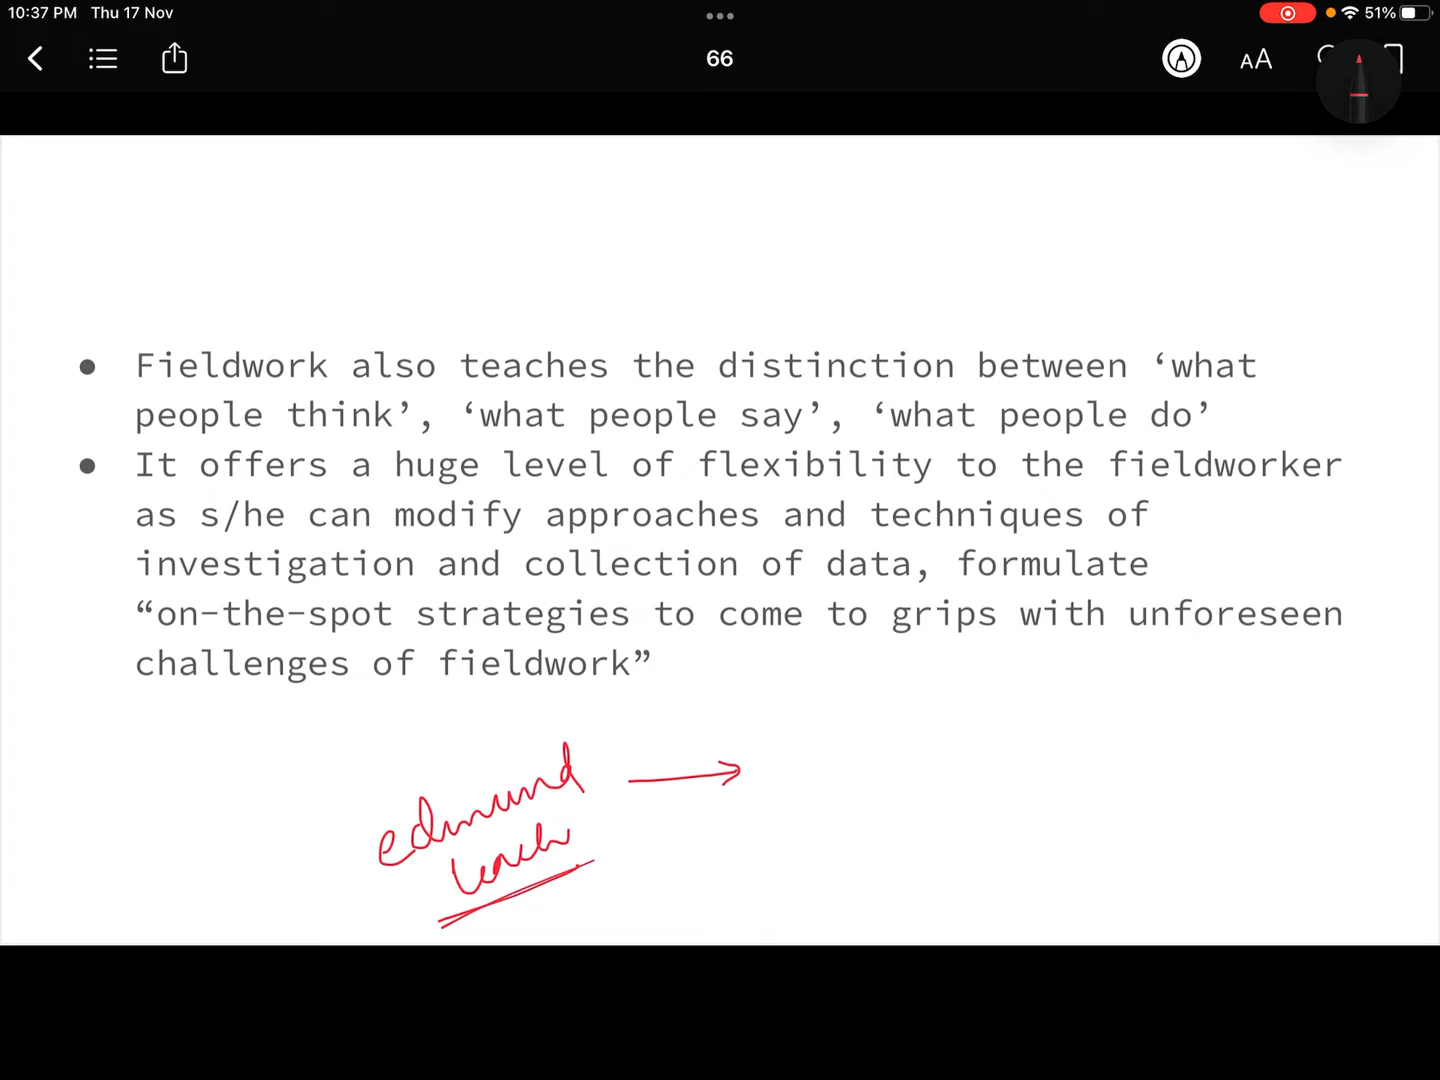 10:37 PM Thu 17 Nov
51%
66
AA
● Fieldwork also teaches the distinction between ‘what
people think’, ‘what people say’, ‘what people do’
● It offers a huge level of flexibility to the fieldworker
as s/he can modify approaches and techniques of
investigation and collection of data, formulate
“on-the-spot strategies to come to grips with unforeseen
challenges of fieldwork”
edmund →
leach